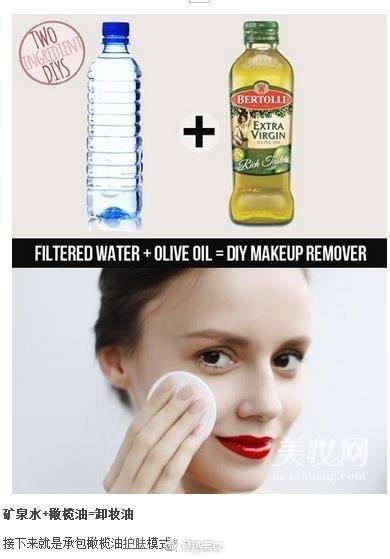 TWO
INGREDIENT
DIYS
BERTOLLI
EXTRA
VIRGIN
OLIVE OIL
Rich Taste
FILTERED WATER + OLIVE OIL = DIY MAKEUP REMOVER
美妆网
meizhuang.com
矿泉水+橄榄油=卸妆油
接下来就是承包橄榄油护肤模式